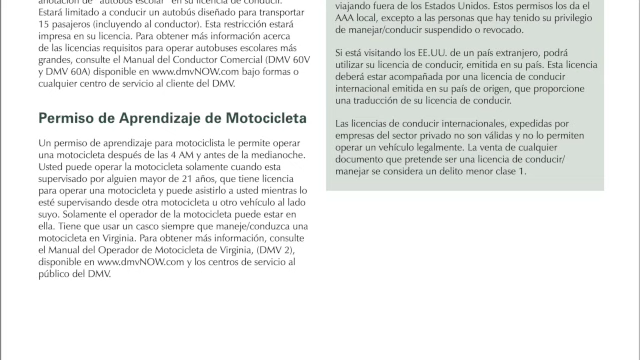 anotación de "autobús escolar" en su licencia de conducir.
Estará limitado a conducir un autobús diseñado para transportar
15 pasajeros (incluyendo al conductor). Esta restricción estará
impresa en su licencia. Para obtener más información acerca
de las licencias requisitos para operar autobuses escolares más
grandes, consulte el Manual del Conductor Comercial (DMV 60V
y DMV 60A) disponible en www.dmvNOW.com bajo formas o
cualquier centro de servicio al cliente del DMV.
Permiso de Aprendizaje de Motocicleta
Un permiso de aprendizaje para motociclista le permite operar
una motocicleta después de las 4 AM y antes de la medianoche.
Usted puede operar la motocicleta solamente cuando esta
supervisado por alguien mayor de 21 años, que tiene licencia
para operar una motocicleta y puede asistirlo a usted mientras lo
esté supervisando desde otra motocicleta u otro vehículo al lado
suyo. Solamente el operador de la motocicleta puede estar en
ella. Tiene que usar un casco siempre que maneje/conduzca una
motocicleta en Virginia. Para obtener más información, consulte
el Manual del Operador de Motocicleta de Virginia, (DMV 2),
disponible en www.dmvNOW.com y los centros de servicio al
público del DMV.
viajando fuera de los Estados Unidos. Estos permisos los da el
AAA local, excepto a las personas que hay tenido su privilegio
de manejar/conducir suspendido o revocado.
Si está visitando los EE.UU. de un país extranjero, podrá
utilizar su licencia de conducir, emitida en su país. Esta licencia
deberá estar acompañada por una licencia de conducir
internacional emitida en su país de origen, que proporcione
una traducción de su licencia de conducir.
Las licencias de conducir internacionales, expedidas por
empresas del sector privado no son válidas y no lo permiten
operar un vehículo legalmente. La venta de cualquier
documento que pretende ser una licencia de conducir/
manejar se considera un delito menor clase 1.